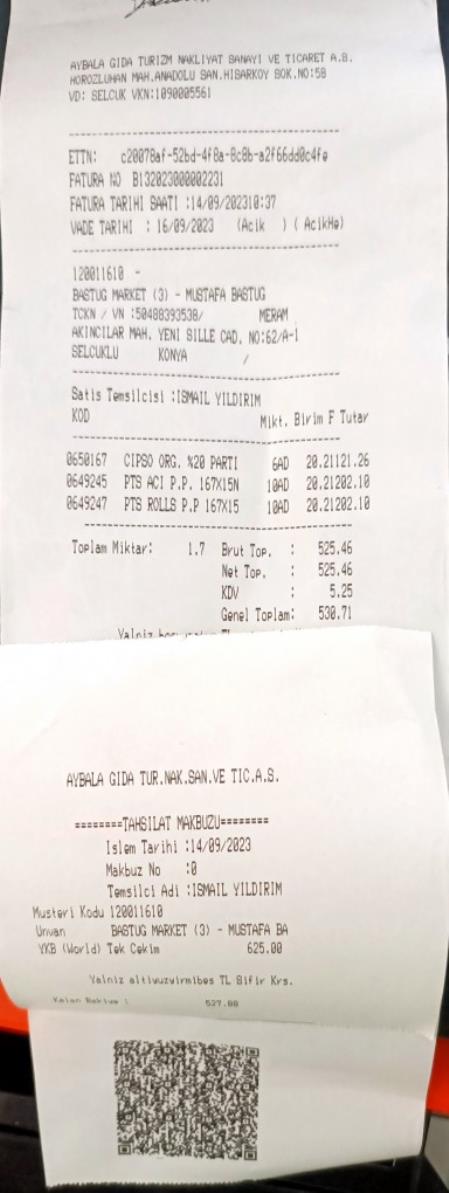 AYBALA GIDA TURIZM NAKLIYAT SANAYI VE TICARET A.S.
HOROZLUHAN MAH.ANADOLU SAN.HISARKOY SOK.NO:58
VD: SELCUK VKN:1090005561
ETTN: c20078af-52bd-4f8a-8c8b-a2f66dd0c4fe
FATURA NO B132023000002231
FATURA TARIHI SAATI :14/09/202310:37
VADE TARIHI : 16/09/2023 (Acik ) ( AcikHe)
120011610 -
BASTUG MARKET (3) - MUSTAFA BASTUG
TCKN / VN :50488393538/ MERAM
AKINCILAR MAH. YENI SILLE CAD. NO:62/A-1
SELCUKLU KONYA /
Satis Temsilcisi :ISMAIL YILDIRIM
KOD Mikt. Birim F Tutar
0650167 CIPSO ORG. %20 PARTI 6AD 20.21121.26
0649245 PTS ACI P.P. 167X15N 10AD 20.21202.10
0649247 PTS ROLLS P.P 167X15 10AD 20.21202.10
Toplam Miktar: 1.7 Brut Top. : 525.46
Net Top. : 525.46
KDV : 5.25
Genel Toplam: 530.71
Yalniz
AYBALA GIDA TUR.NAK.SAN.VE TIC.A.S.
========TAHSILAT MAKBUZU========
Islem Tarihi :14/09/2023
Makbuz No :0
Temsilci Adi :ISMAIL YILDIRIM
Musteri Kodu 120011610
Unvan BASTUG MARKET (3) - MUSTAFA BA
YKB (World) Tek Cekim 625.00
Yalniz altiyuzyirmibes TL Sifir Krs.
Kalan Bakiye : 527.88